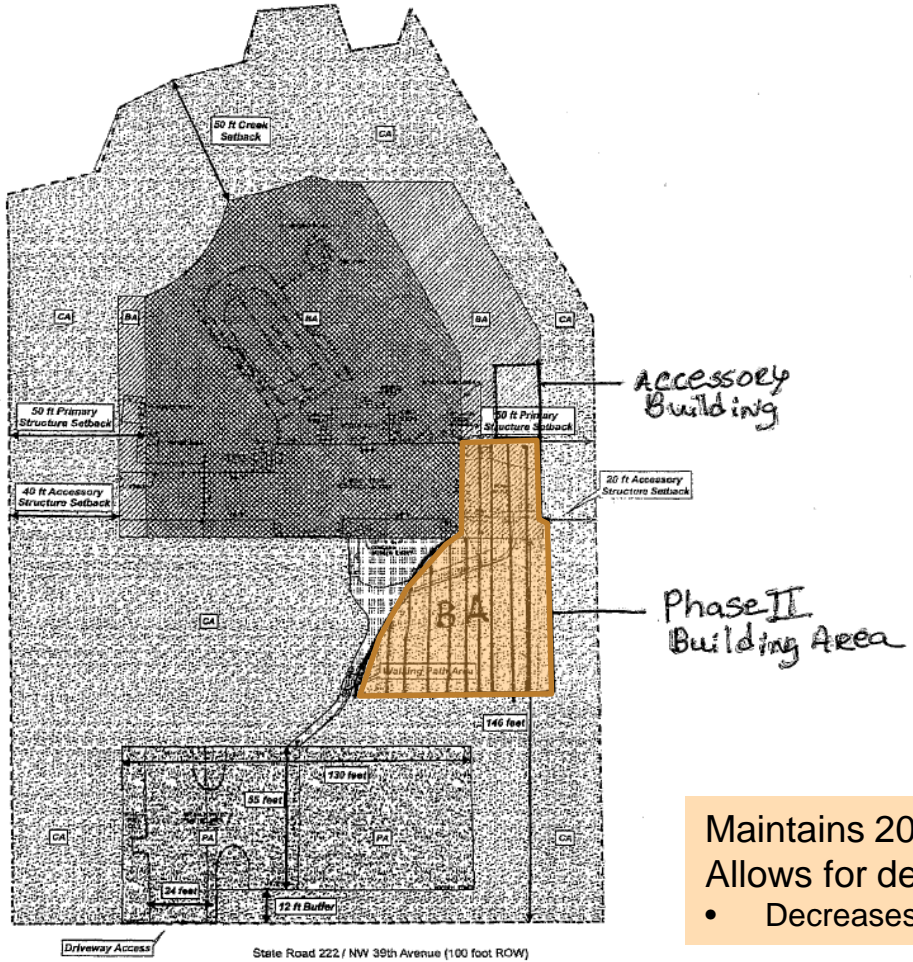 50 ft Creek
Setback
CA
CA
BA
BA
BA
CA
Accessory
Building
50 ft Primary
Structure Setback
50 ft Primary
Structure Setback
40 ft Accessory
Structure Setback
20 ft Accessory
Structure Setback
CA
BA
Phase II
Building Area
Walking Path Area
146 feet
130 feet
55 feet
CA
PA
PA
CA
24 feet
12 ft Buffer
Driveway Access
State Road 222 / NW 39th Avenue (100 foot ROW)
Maintains 20
Allows for de
• Decreases